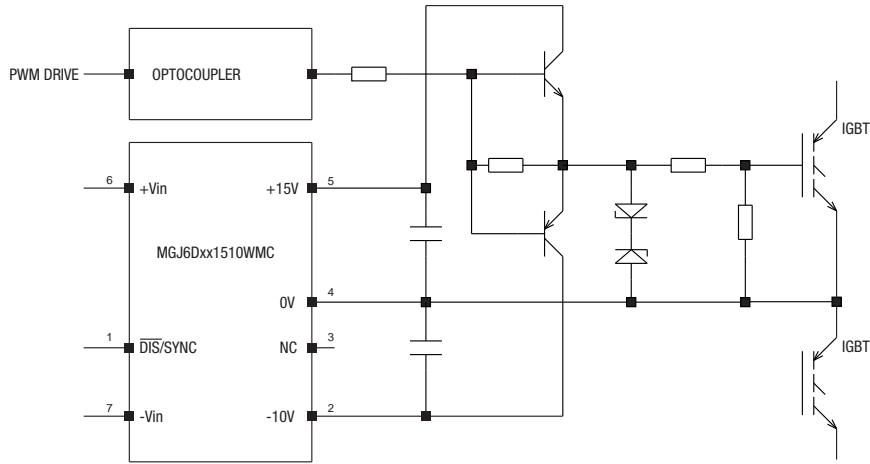 PWM DRIVE
OPTOCOUPLER
IGBT
6
+Vin
+15V
5
MGJ6Dxx1510WMC
0V
4
1
DIS/SYNC
NC
3
IGBT
7
-Vin
-10V
2